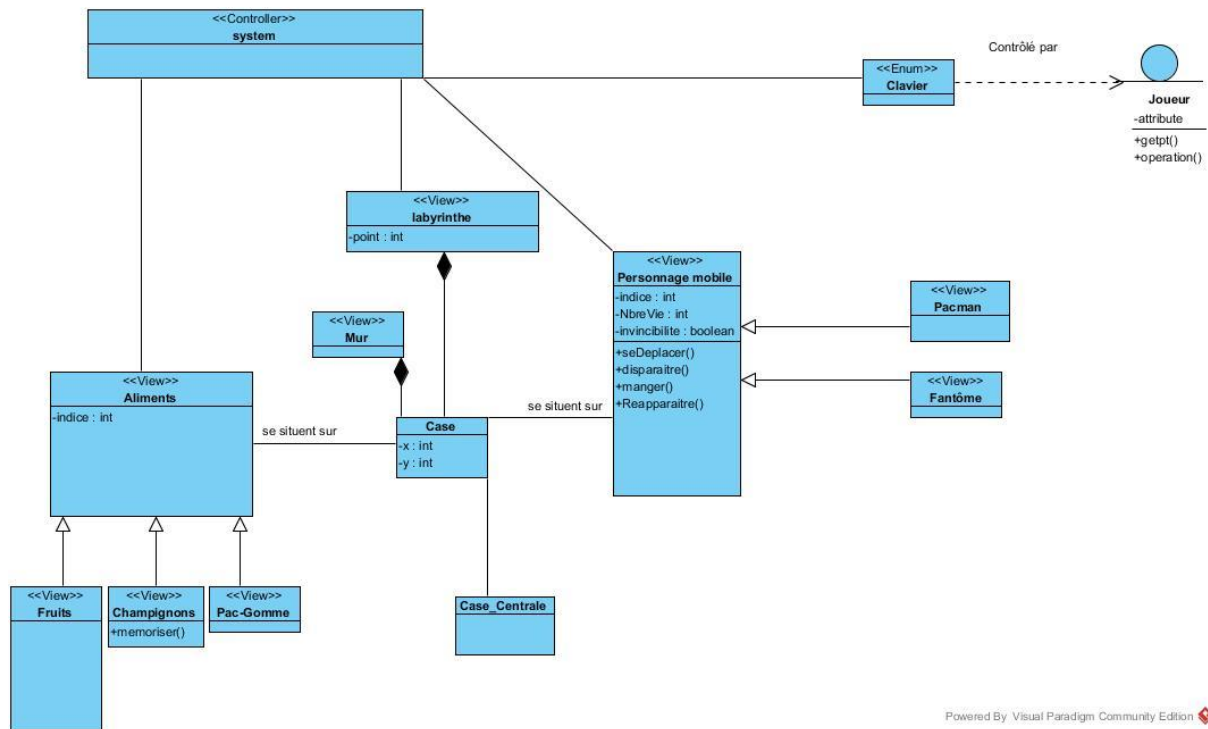 <<Controller>>
system
Contrôlé par
<<Enum>>
Clavier
Joueur
-attribute
+getpt()
+operation()
<<View>>
labyrinthe
-point : int
<<View>>
Personnage mobile
-indice : int
-NbreVie : int
-invincibilite : boolean
+seDeplacer()
+disparaitre()
+manger()
+Reapparaitre()
<<View>>
Pacman
<<View>>
Mur
<<View>>
Fantôme
<<View>>
Aliments
-indice : int
se situent sur
se situent sur
Case
-x : int
-y : int
<<View>>
Fruits
<<View>>
Champignons
+memoriser()
<<View>>
Pac-Gomme
Case_Centrale
Powered By Visual Paradigm Community Edition